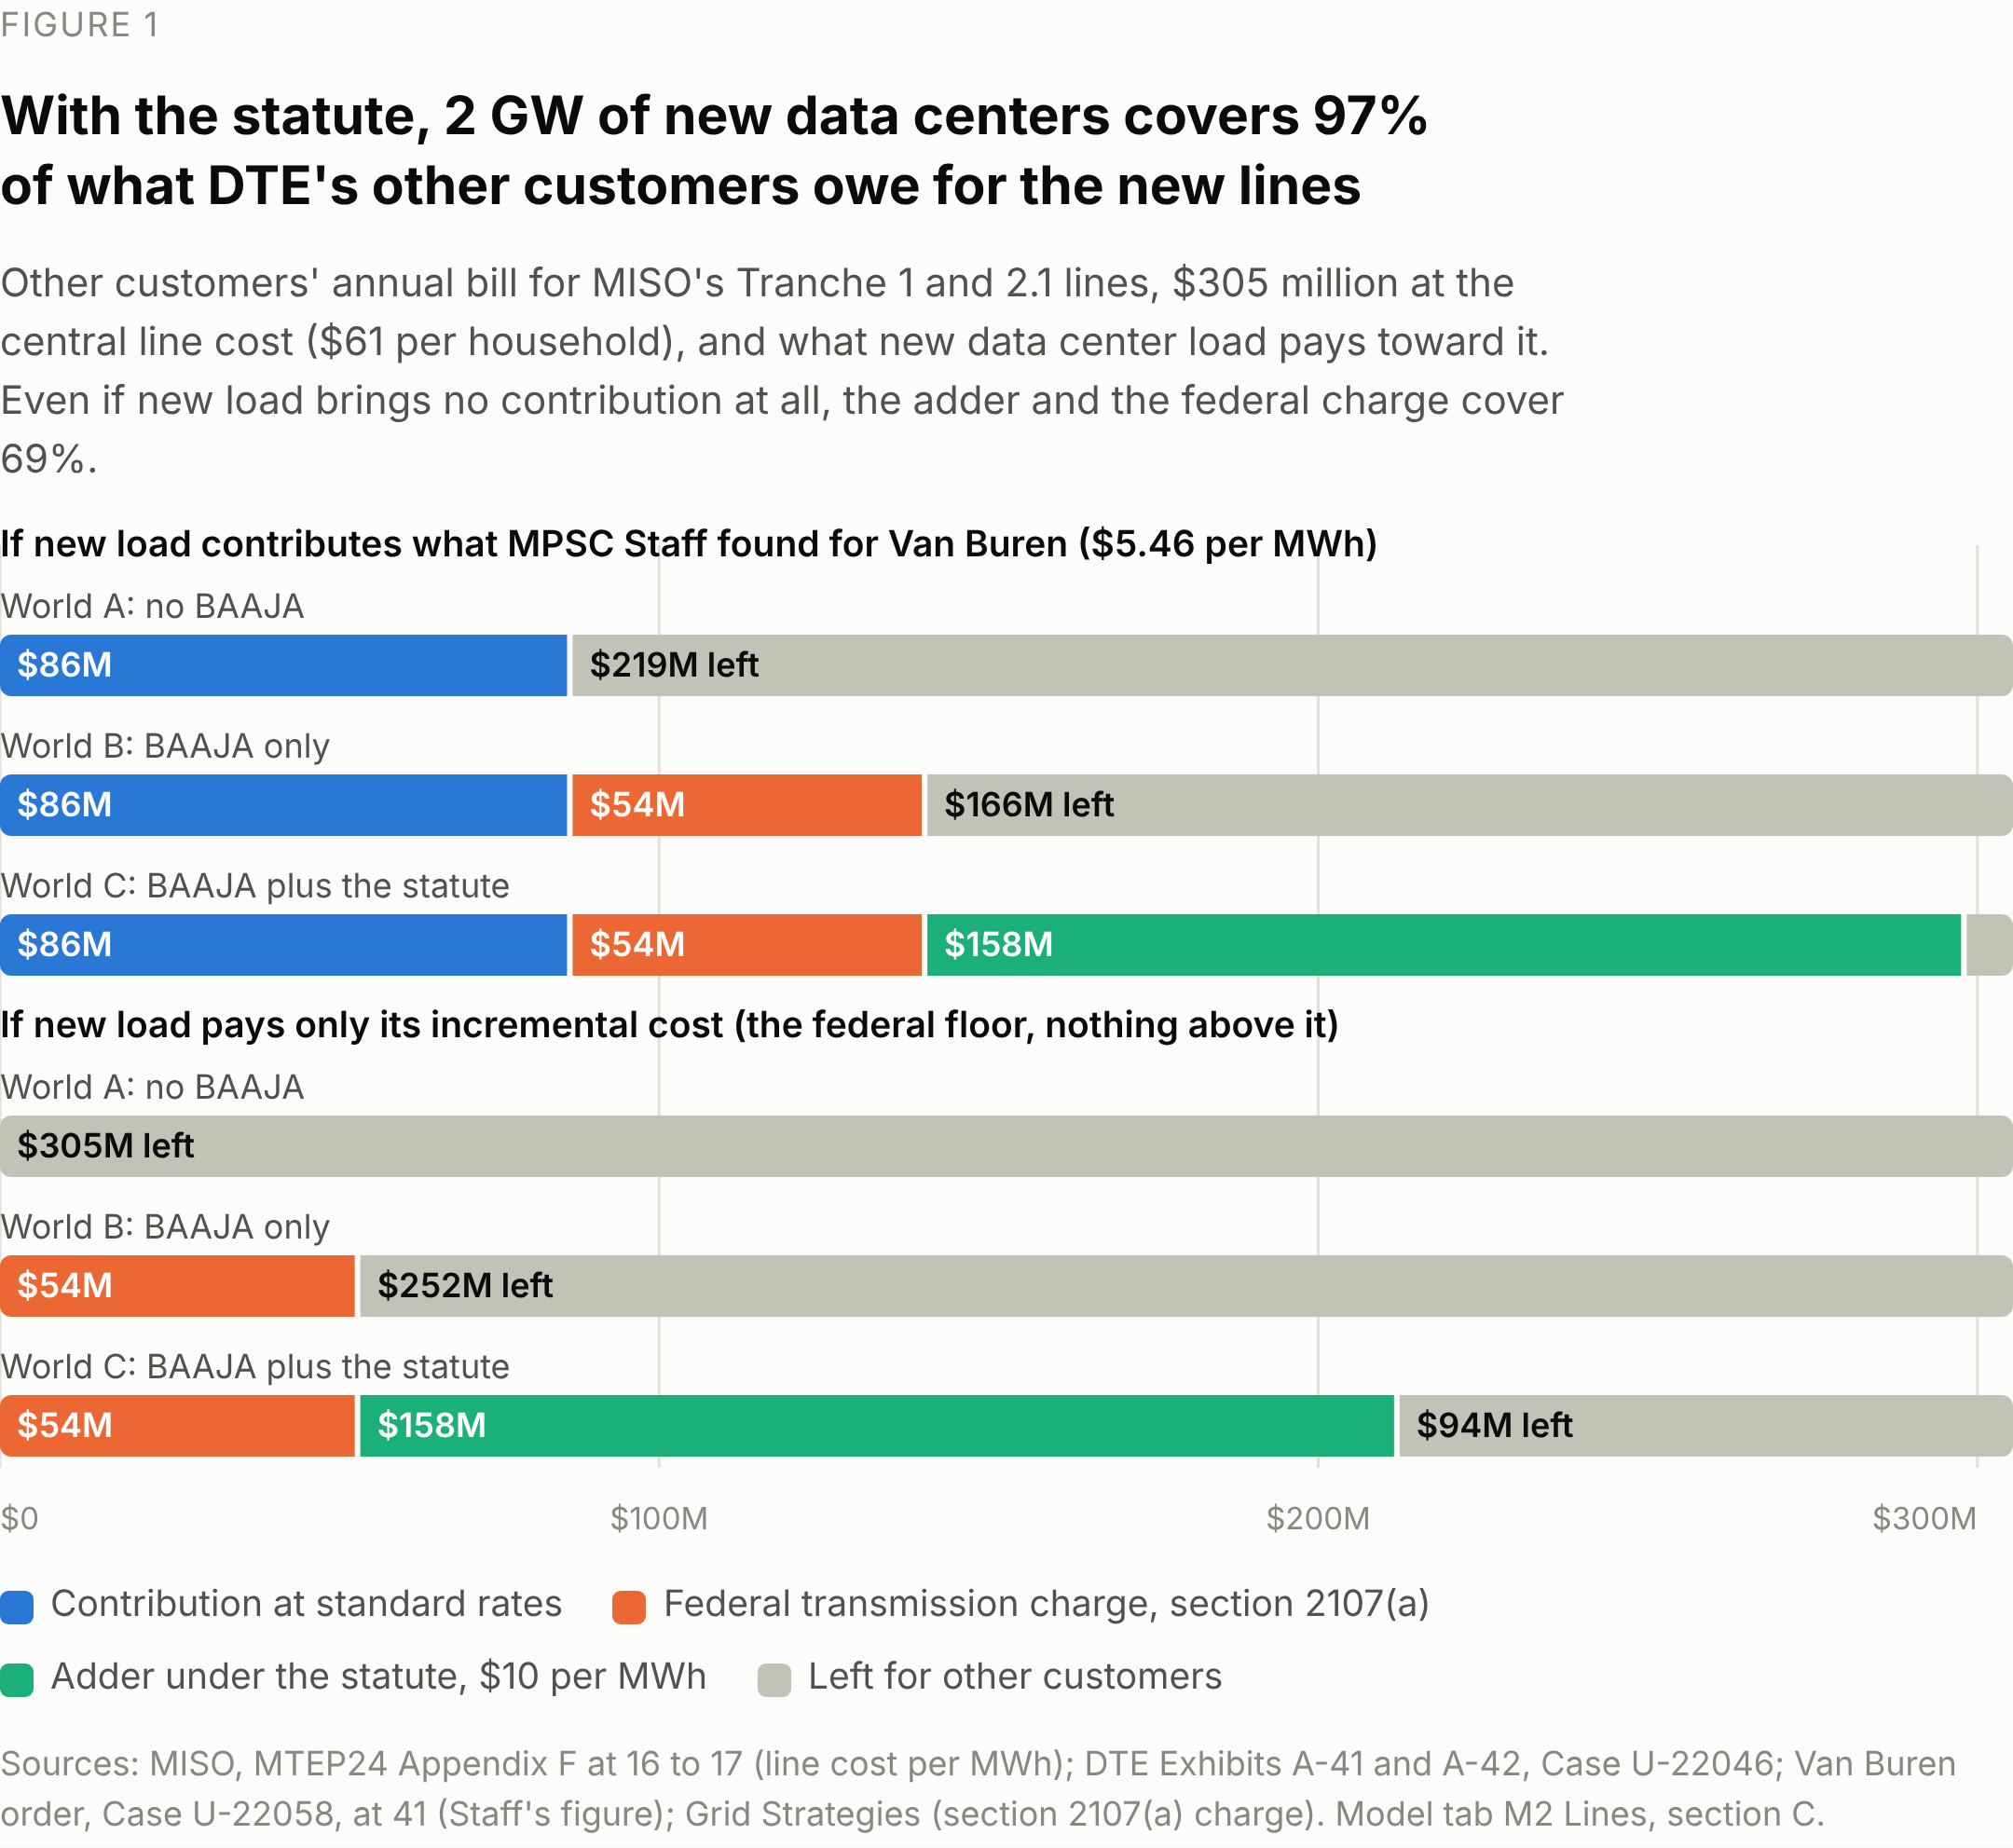 FIGURE 1
With the statute, 2 GW of new data centers covers 97%
of what DTE's other customers owe for the new lines
Other customers' annual bill for MISO's Tranche 1 and 2.1 lines, $305 million at the
central line cost ($61 per household), and what new data center load pays toward it.
Even if new load brings no contribution at all, the adder and the federal charge cover
69%.
If new load contributes what MPSC Staff found for Van Buren ($5.46 per MWh)
World A: no BAAJA
$86M $219M left
World B: BAAJA only
$86M $54M $166M left
World C: BAAJA plus the statute
$86M $54M $158M
If new load pays only its incremental cost (the federal floor, nothing above it)
World A: no BAAJA
$305M left
World B: BAAJA only
$54M $252M left
World C: BAAJA plus the statute
$54M $158M $94M left
$0 $100M $200M $300M
Contribution at standard rates Federal transmission charge, section 2107(a)
Adder under the statute, $10 per MWh Left for other customers
Sources: MISO, MTEP24 Appendix F at 16 to 17 (line cost per MWh); DTE Exhibits A-41 and A-42, Case U-22046; Van Buren
order, Case U-22058, at 41 (Staff's figure); Grid Strategies (section 2107(a) charge). Model tab M2 Lines, section C.